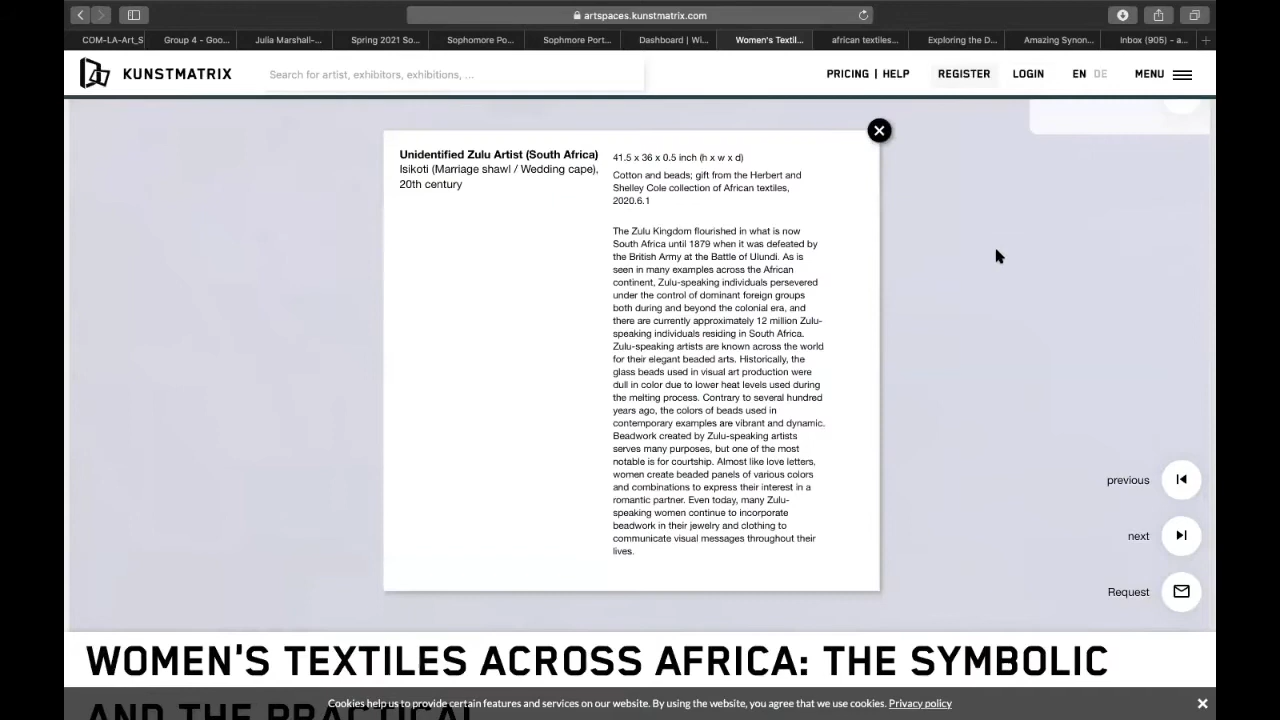 artspaces.kunstmatrix.com
COM-LA-Art_S
Group 4 - Goo...
Julia Marshall-...
Spring 2021 So...
Sophomore Po...
Sophmore Port...
Dashboard | Wi...
Women's Textil...
african textiles...
Exploring the D...
Amazing Synon...
Inbox (905) - a...
KUNSTMATRIX
Search for artist, exhibitors, exhibitions, ...
PRICING | HELP
REGISTER
LOGIN
EN DE
MENU
Unidentified Zulu Artist (South Africa)
Isikoti (Marriage shawl / Wedding cape),
20th century
41.5 x 36 x 0.5 inch (h x w x d)
Cotton and beads; gift from the Herbert and
Shelley Cole collection of African textiles,
2020.6.1
The Zulu Kingdom flourished in what is now
South Africa until 1879 when it was defeated by
the British Army at the Battle of Ulundi. As is
seen in many examples across the African
continent, Zulu-speaking individuals persevered
under the control of dominant foreign groups
both during and beyond the colonial era, and
there are currently approximately 12 million Zulu-
speaking individuals residing in South Africa.
Zulu-speaking artists are known across the world
for their elegant beaded arts. Historically, the
glass beads used in visual art production were
dull in color due to lower heat levels used during
the melting process. Contrary to several hundred
years ago, the colors of beads used in
contemporary examples are vibrant and dynamic.
Beadwork created by Zulu-speaking artists
serves many purposes, but one of the most
notable is for courtship. Almost like love letters,
women create beaded panels of various colors
and combinations to express their interest in a
romantic partner. Even today, many Zulu-
speaking women continue to incorporate
beadwork in their jewelry and clothing to
communicate visual messages throughout their
lives.
previous
next
Request
WOMEN'S TEXTILES ACROSS AFRICA: THE SYMBOLIC
AND THE PRACTICAL
Cookies help us to provide certain features and services on our website. By using the website, you agree that we use cookies. Privacy policy